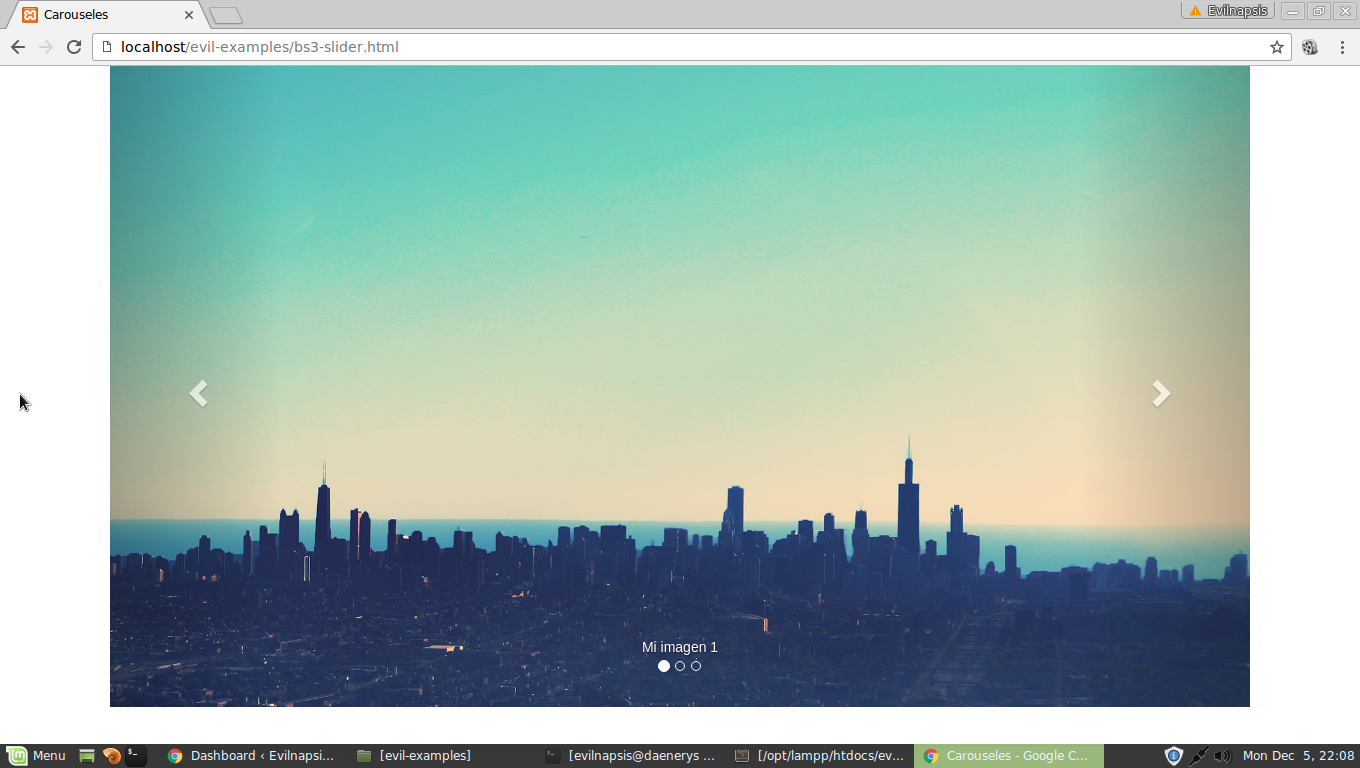 Carouseles
Evilnapsis
localhost/evil-examples/bs3-slider.html
Mi imagen 1
Menu
Dashboard ‹ Evilnapsi...
[evil-examples]
[evilnapsis@daenerys ...
[/opt/lampp/htdocs/ev...
Carouseles - Google C...
Mon Dec 5, 22:08